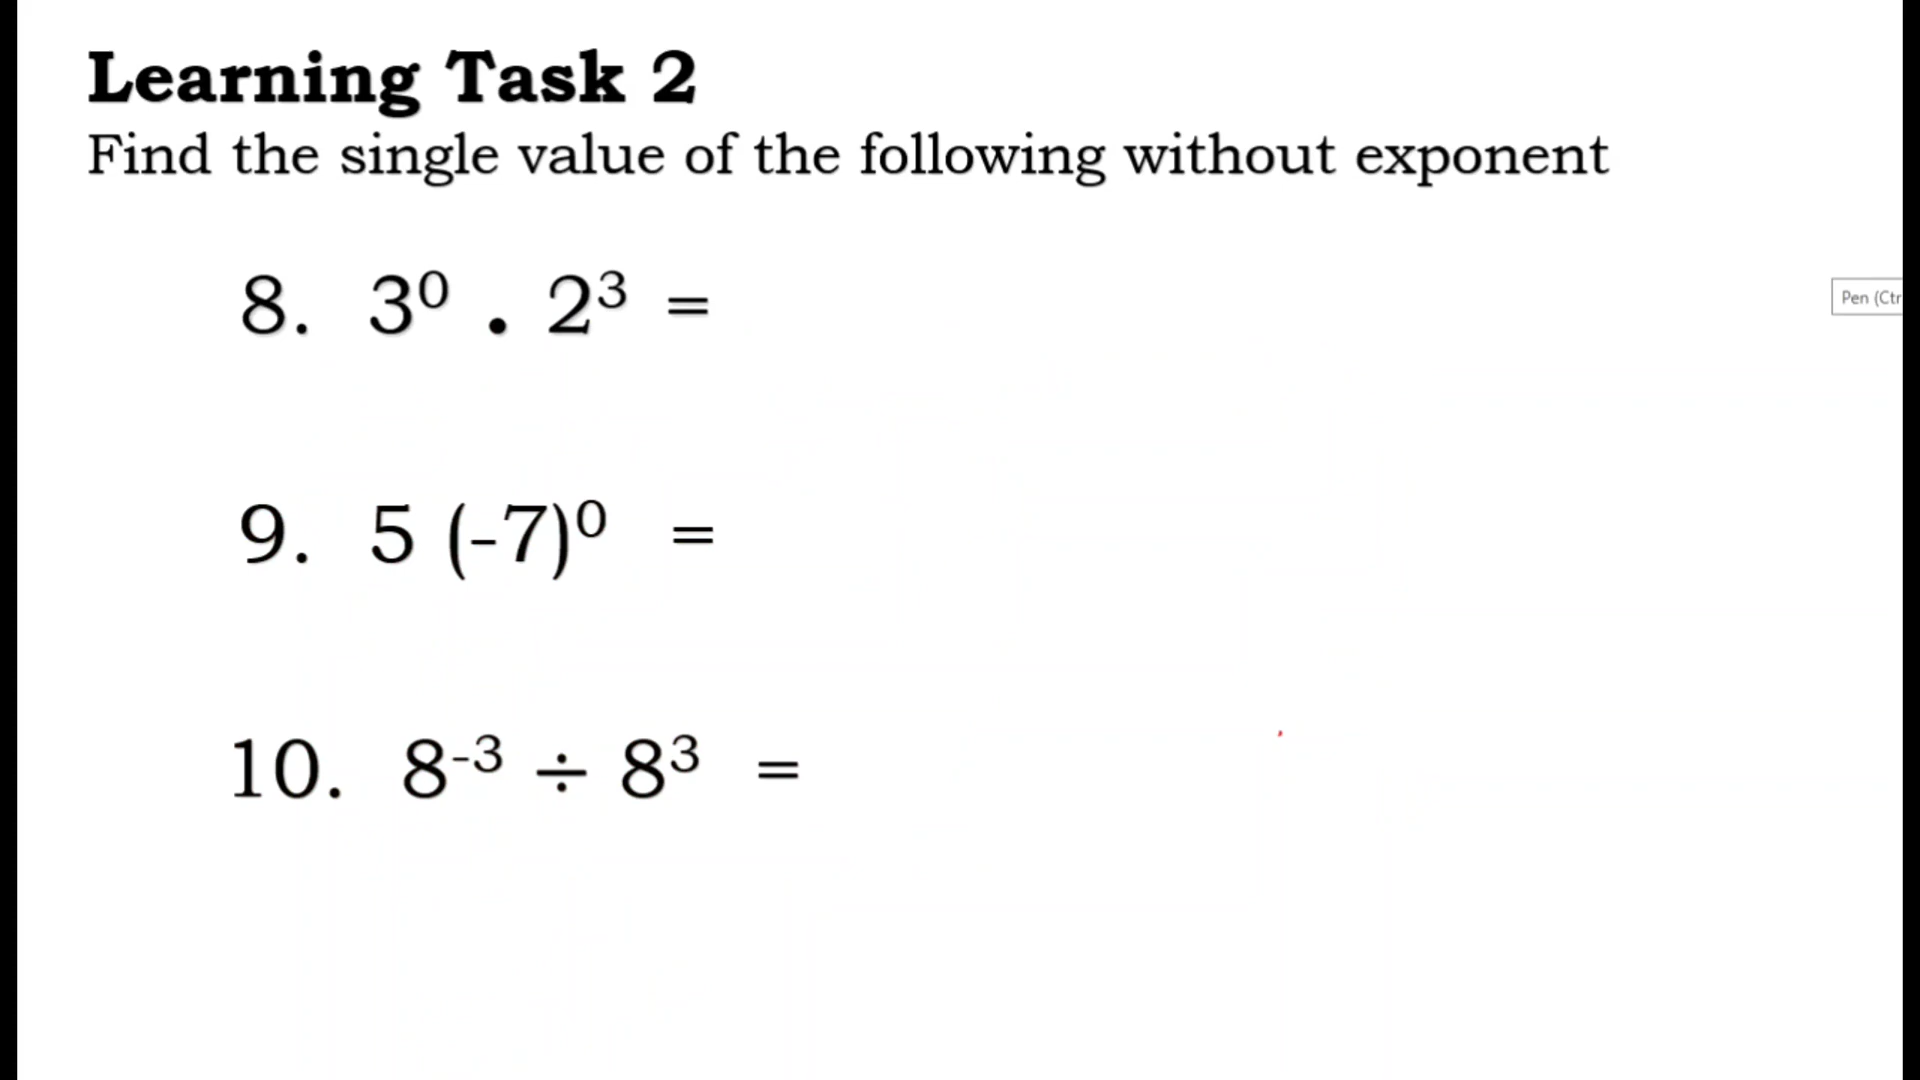 Learning Task 2
Find the single value of the following without exponent
8. 3⁰ . 2³ =
Pen (Ctr
9. 5 (-7)⁰ =
10. 8⁻³ ÷ 8³ =